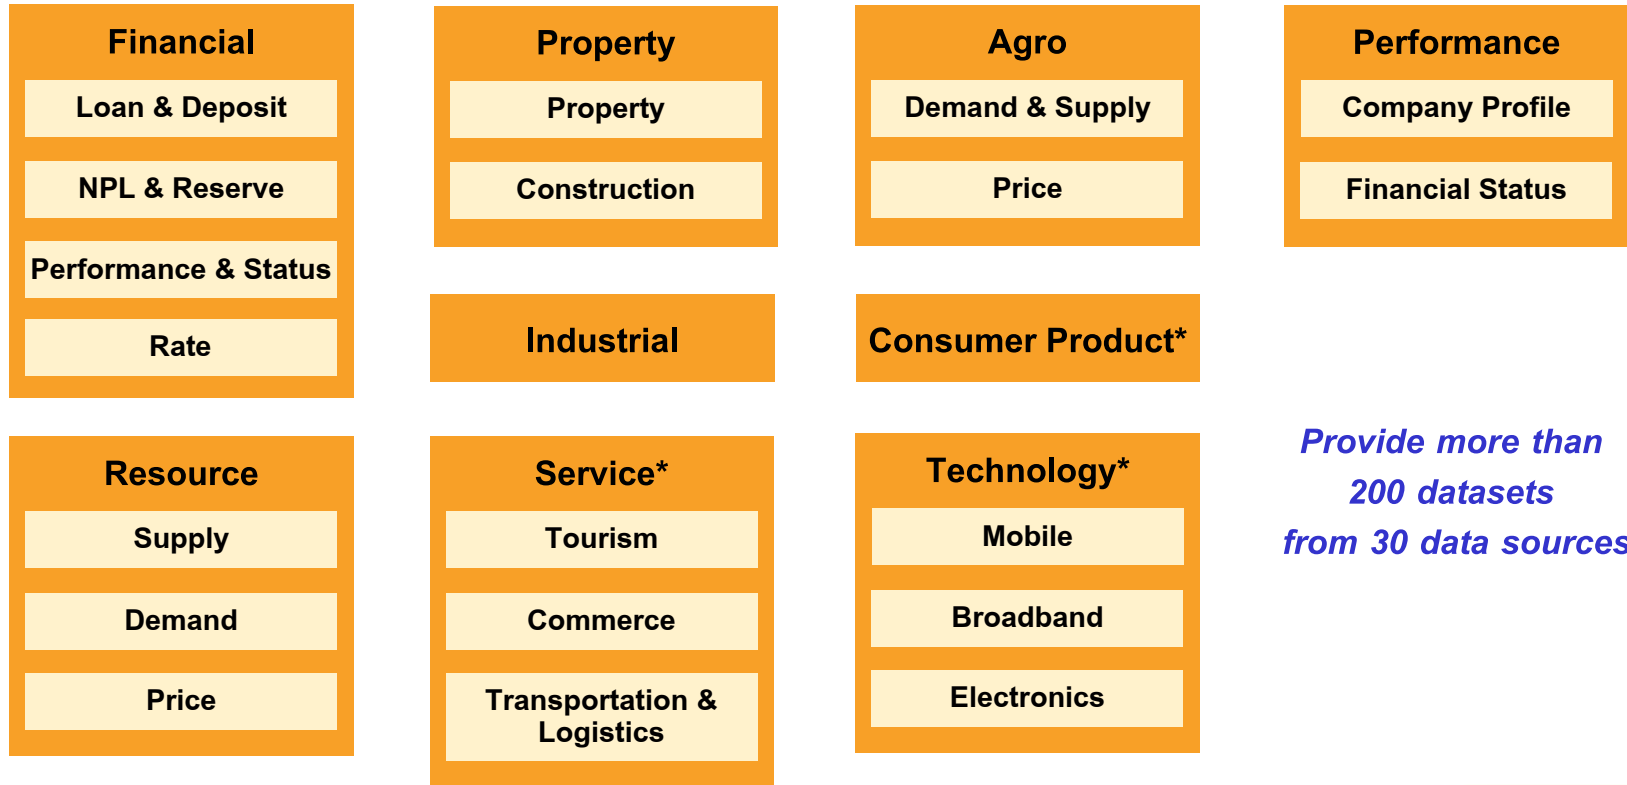 Financial
Loan & Deposit
NPL & Reserve
Performance & Status
Rate
Property
Property
Construction
Agro
Demand & Supply
Price
Performance
Company Profile
Financial Status
Industrial
Consumer Product*
Resource
Supply
Demand
Price
Service*
Tourism
Commerce
Transportation &
Logistics
Technology*
Mobile
Broadband
Electronics
Provide more than
200 datasets
from 30 data sources